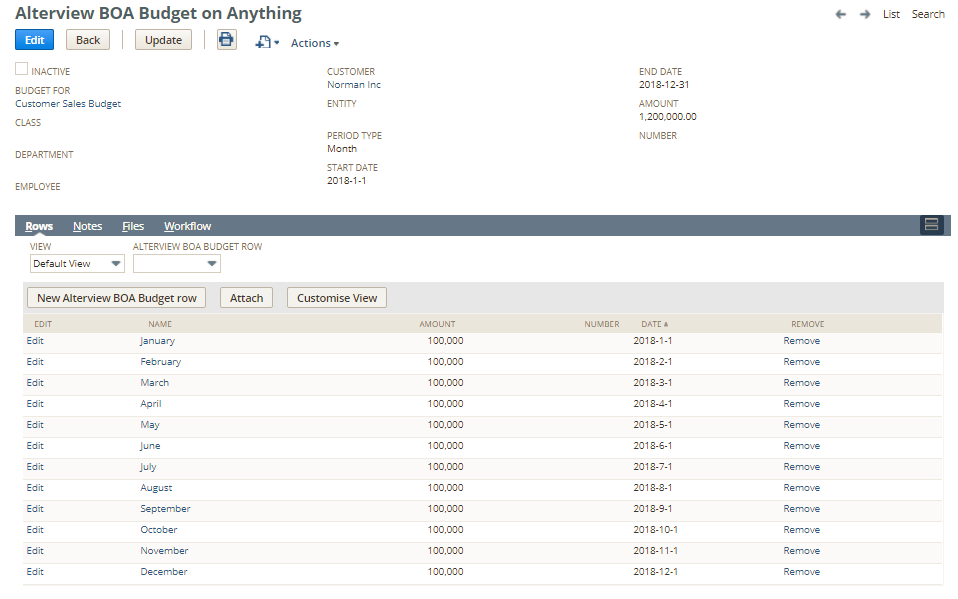 Alterview BOA Budget on Anything
List Search
Edit Back Update Actions
INACTIVE
BUDGET FOR
Customer Sales Budget
CLASS
DEPARTMENT
EMPLOYEE
CUSTOMER
Norman Inc
ENTITY
PERIOD TYPE
Month
START DATE
2018-1-1
END DATE
2018-12-31
AMOUNT
1,200,000.00
NUMBER
Rows Notes Files Workflow
VIEW ALTERVIEW BOA BUDGET ROW
Default View
New Alterview BOA Budget row Attach Customise View
EDIT NAME AMOUNT NUMBER DATE REMOVE
Edit January 100,000 2018-1-1 Remove
Edit February 100,000 2018-2-1 Remove
Edit March 100,000 2018-3-1 Remove
Edit April 100,000 2018-4-1 Remove
Edit May 100,000 2018-5-1 Remove
Edit June 100,000 2018-6-1 Remove
Edit July 100,000 2018-7-1 Remove
Edit August 100,000 2018-8-1 Remove
Edit September 100,000 2018-9-1 Remove
Edit October 100,000 2018-10-1 Remove
Edit November 100,000 2018-11-1 Remove
Edit December 100,000 2018-12-1 Remove